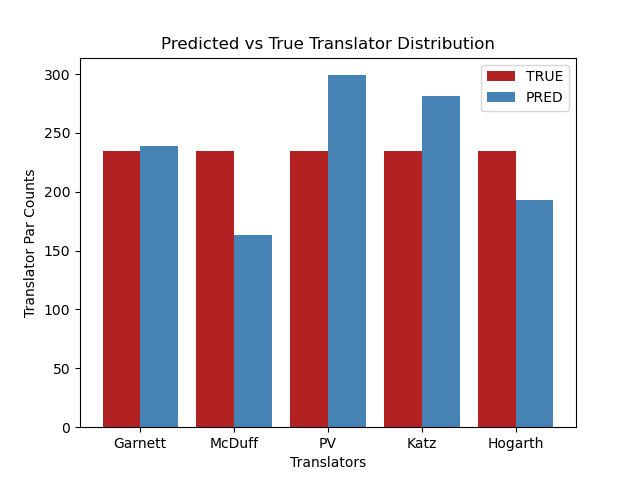 Predicted vs True Translator Distribution
TRUE
PRED
Translator Par Counts
300
250
200
150
100
50
0
Garnett McDuff PV Katz Hogarth
Translators